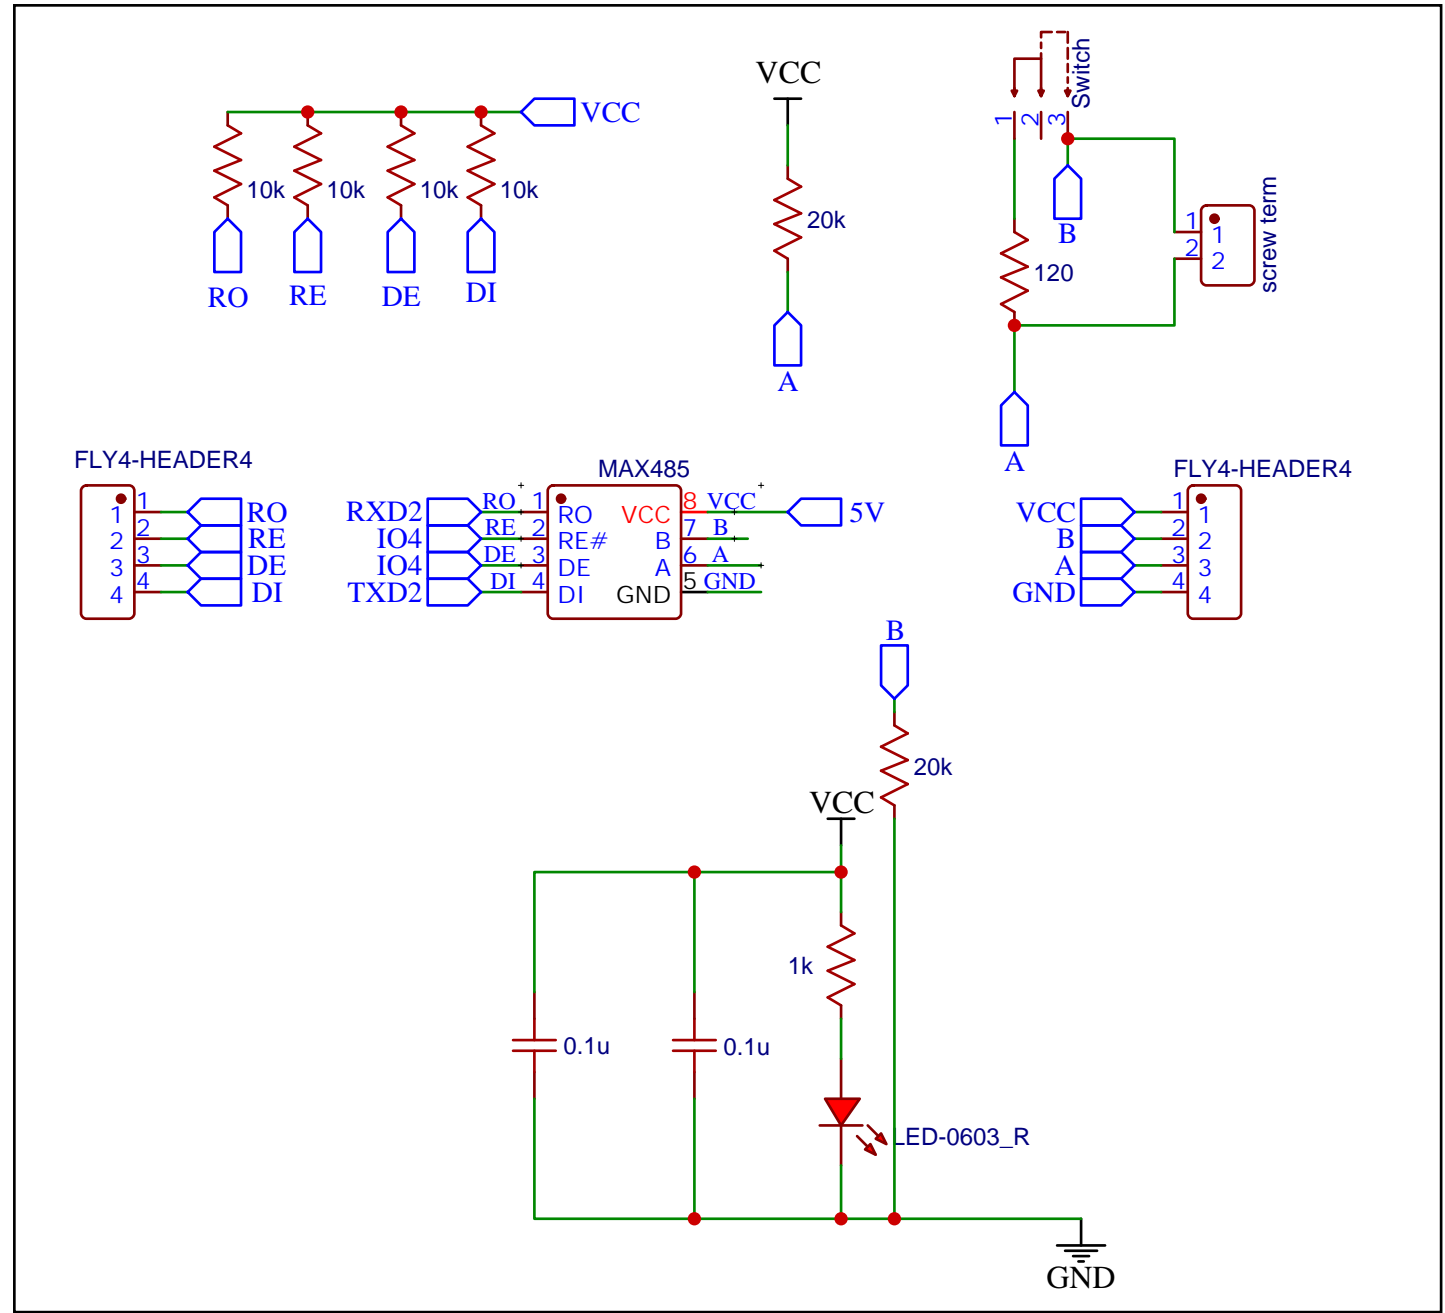 VCC
10k
10k
10k
10k
RO
RE
DE
DI
VCC
20k
A
Switch
1
2
3
B
120
A
1
2
1
2
screw term
FLY4-HEADER4
1
2
3
4
1
2
3
4
RO
RE
DE
DI
MAX485
RXD2
IO4
IO4
TXD2
RO
RE
DE
DI
1
2
3
4
RO
RE#
DE
DI
VCC
B
A
GND
8
7
6
5
VCC
B
A
GND
5V
FLY4-HEADER4
VCC
B
A
GND
1
2
3
4
1
2
3
4
B
20k
VCC
1k
0.1u
0.1u
LED-0603_R
GND